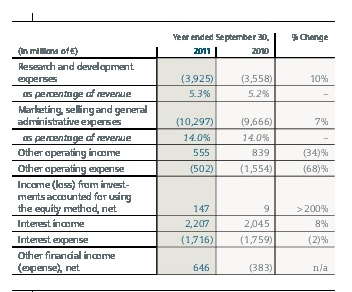 Year ended September 30, % Change
(in millions of €) 2011 2010
Research and development
expenses (3,925) (3,558) 10%
as percentage of revenue 5.3% 5.2% –
Marketing, selling and general
administrative expenses (10,297) (9,666) 7%
as percentage of revenue 14.0% 14.0% –
Other operating income 555 839 (34)%
Other operating expense (502) (1,554) (68)%
Income (loss) from invest-
ments accounted for using
the equity method, net 147 9 >200%
Interest income 2,207 2,045 8%
Interest expense (1,716) (1,759) (2)%
Other financial income
(expense), net 646 (383) n/a